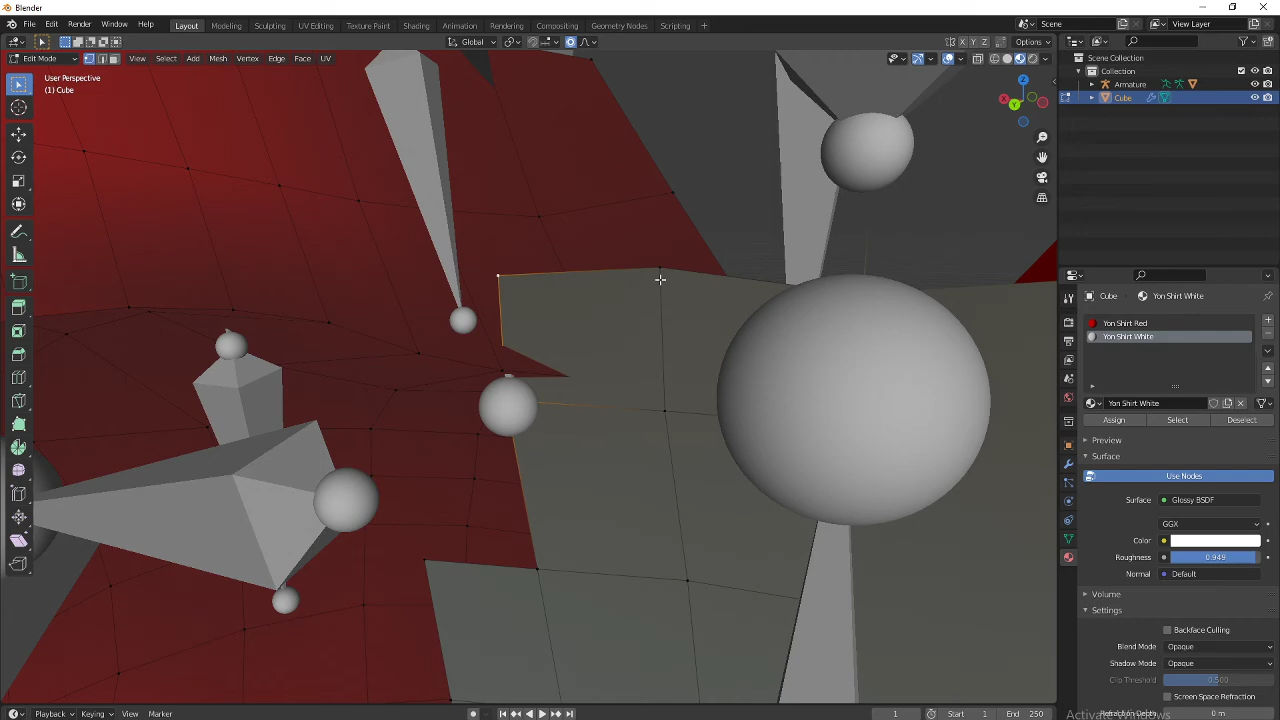 Blender
File Edit Render Window Help Layout Modeling Sculpting UV Editing Texture Paint Shading Animation Rendering Compositing Geometry Nodes Scripting + Scene View Layer
Global Options
Edit Mode View Select Add Mesh Vertex Edge Face UV X Y Z
User Perspective
(1) Cube
Z
X
Y
Scene Collection
Collection
Armature
Cube
Cube Yon Shirt White
Yon Shirt Red
Yon Shirt White
Yon Shirt White
Assign Select Deselect
Preview
Surface
Use Nodes
Surface Glossy BSDF
GGX
Color
Roughness 0.949
Normal Default
Volume
Settings
Backface Culling
Blend Mode Opaque
Shadow Mode Opaque
Clip Threshold 0.500
Screen Space Refraction
Refraction Depth 0 m
Activate Windows
Playback Keying View Marker 1 Start 1 End 250